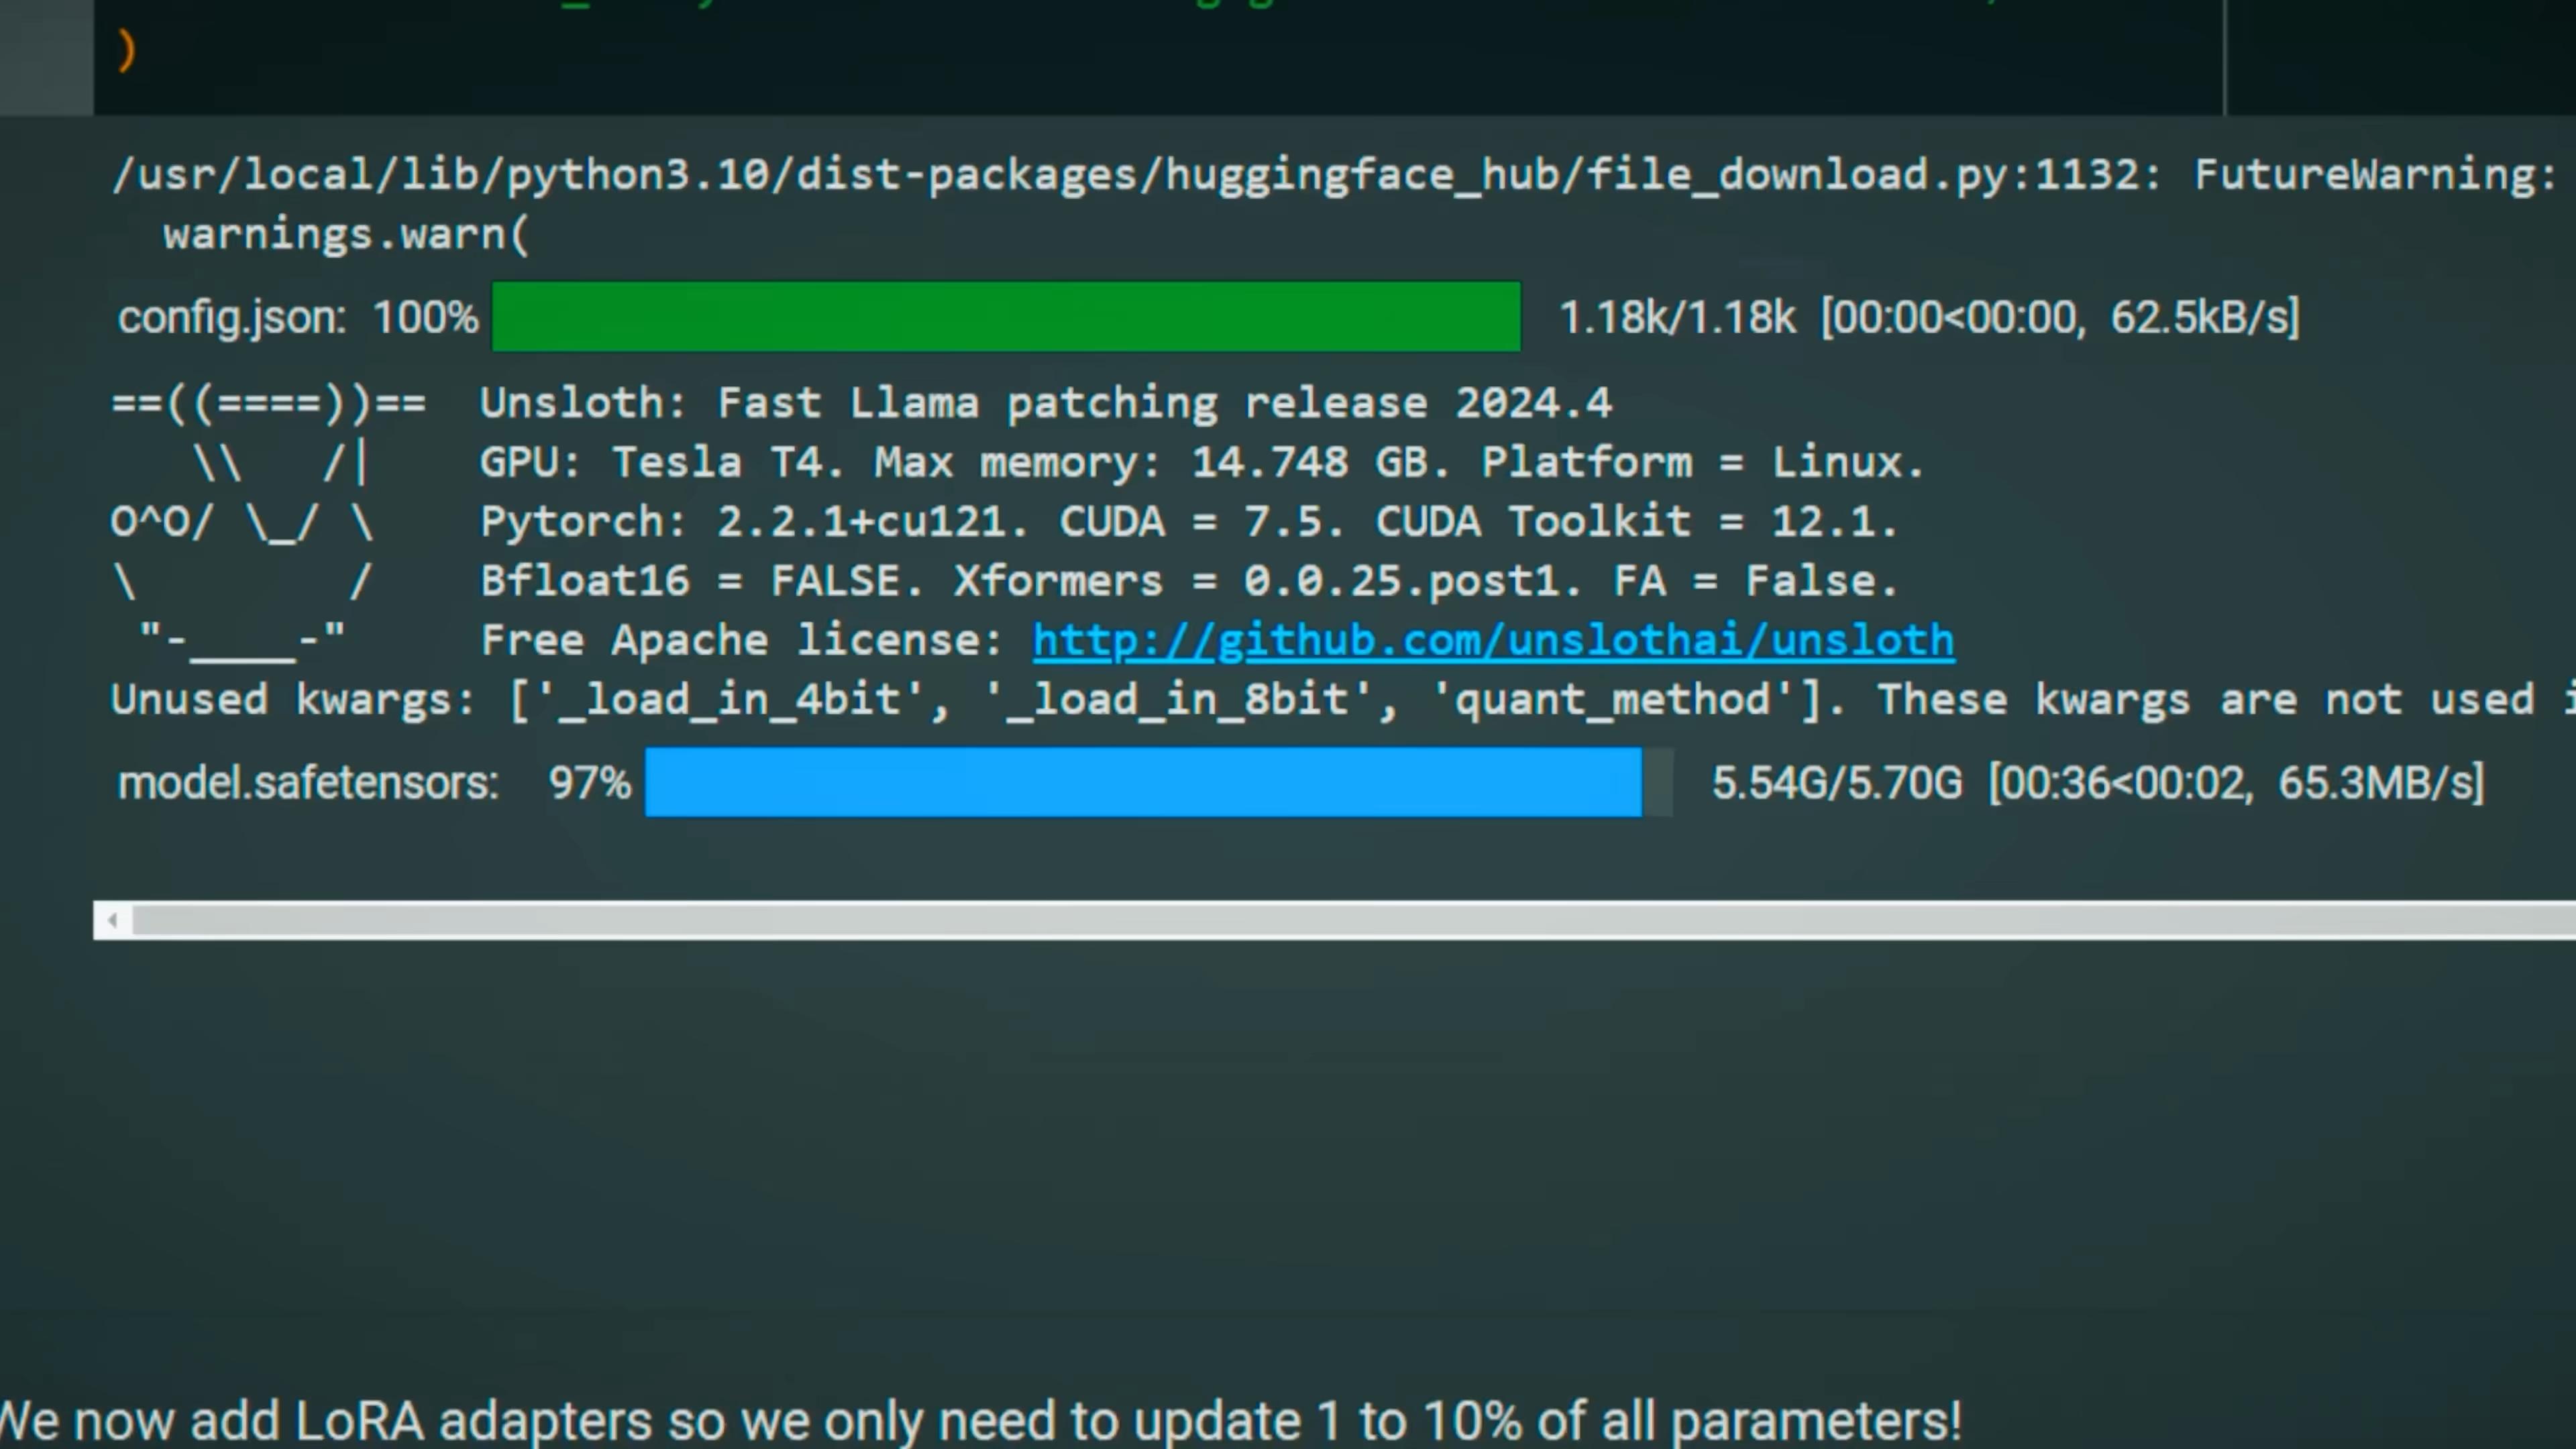 )
/usr/local/lib/python3.10/dist-packages/huggingface_hub/file_download.py:1132: FutureWarning:
warnings.warn(
config.json: 100% 1.18k/1.18k [00:00<00:00, 62.5kB/s]
==((====))== Unsloth: Fast Llama patching release 2024.4
\\ /| GPU: Tesla T4. Max memory: 14.748 GB. Platform = Linux.
O^O/ \_/ \ Pytorch: 2.2.1+cu121. CUDA = 7.5. CUDA Toolkit = 12.1.
\ / Bfloat16 = FALSE. Xformers = 0.0.25.post1. FA = False.
"-____-" Free Apache license: http://github.com/unslothai/unsloth
Unused kwargs: ['_load_in_4bit', '_load_in_8bit', 'quant_method']. These kwargs are not used
model.safetensors: 97% 5.54G/5.70G [00:36<00:02, 65.3MB/s]
We now add LoRA adapters so we only need to update 1 to 10% of all parameters!